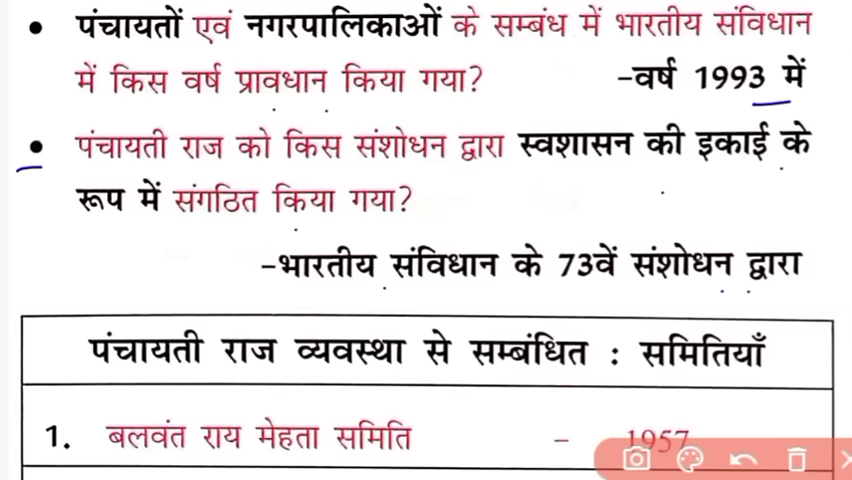 • पंचायतों एवं नगरपालिकाओं के सम्बंध में भारतीय संविधान
में किस वर्ष प्रावधान किया गया? –वर्ष 1993 में
• पंचायती राज को किस संशोधन द्वारा स्वशासन की इकाई के
रूप में संगठित किया गया?
–भारतीय संविधान के 73वें संशोधन द्वारा
पंचायती राज व्यवस्था से सम्बंधित : समितियाँ
1. बलवंत राय मेहता समिति – 1957